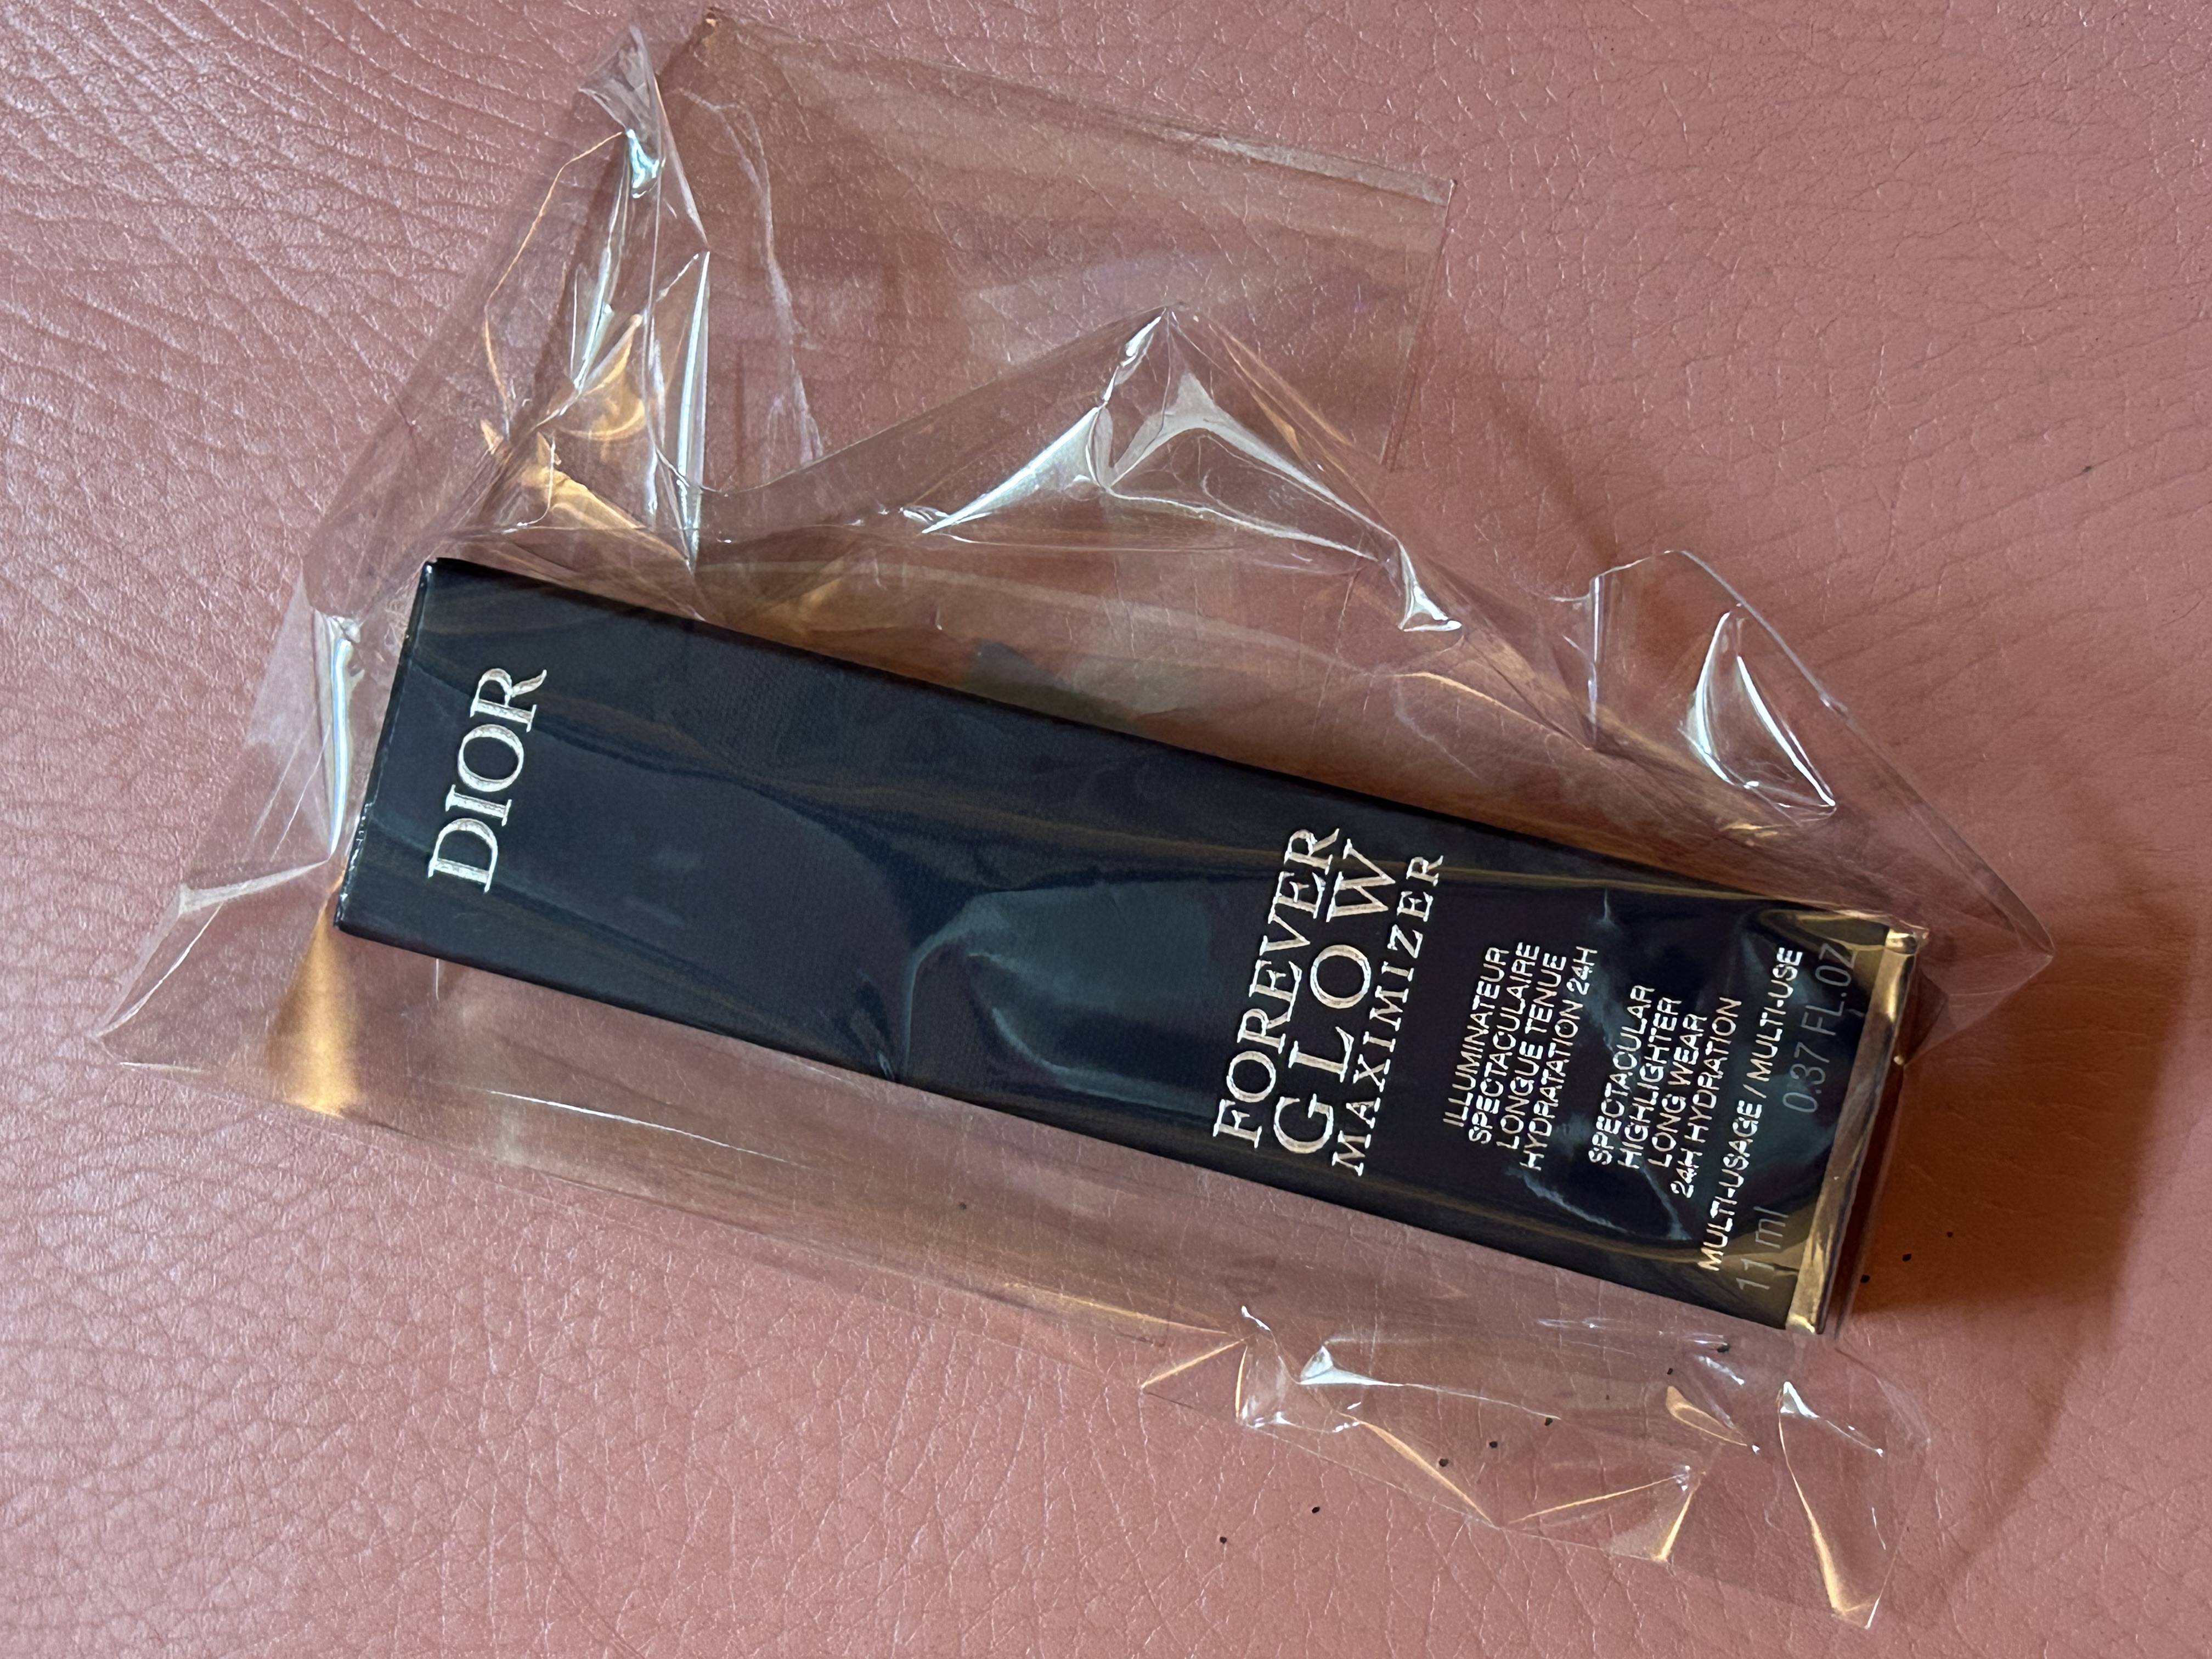 DIOR
FOREVER
GLOW
MAXIMIZER
ILLUMINATEUR
SPECTACULAIRE
LONGUE TENUE
HYDRATATION 24H
SPECTACULAR
HIGHLIGHTER
LONG WEAR
24H HYDRATION
MULTI-USAGE / MULTI-USE
11 ml 0.37 FL.OZ